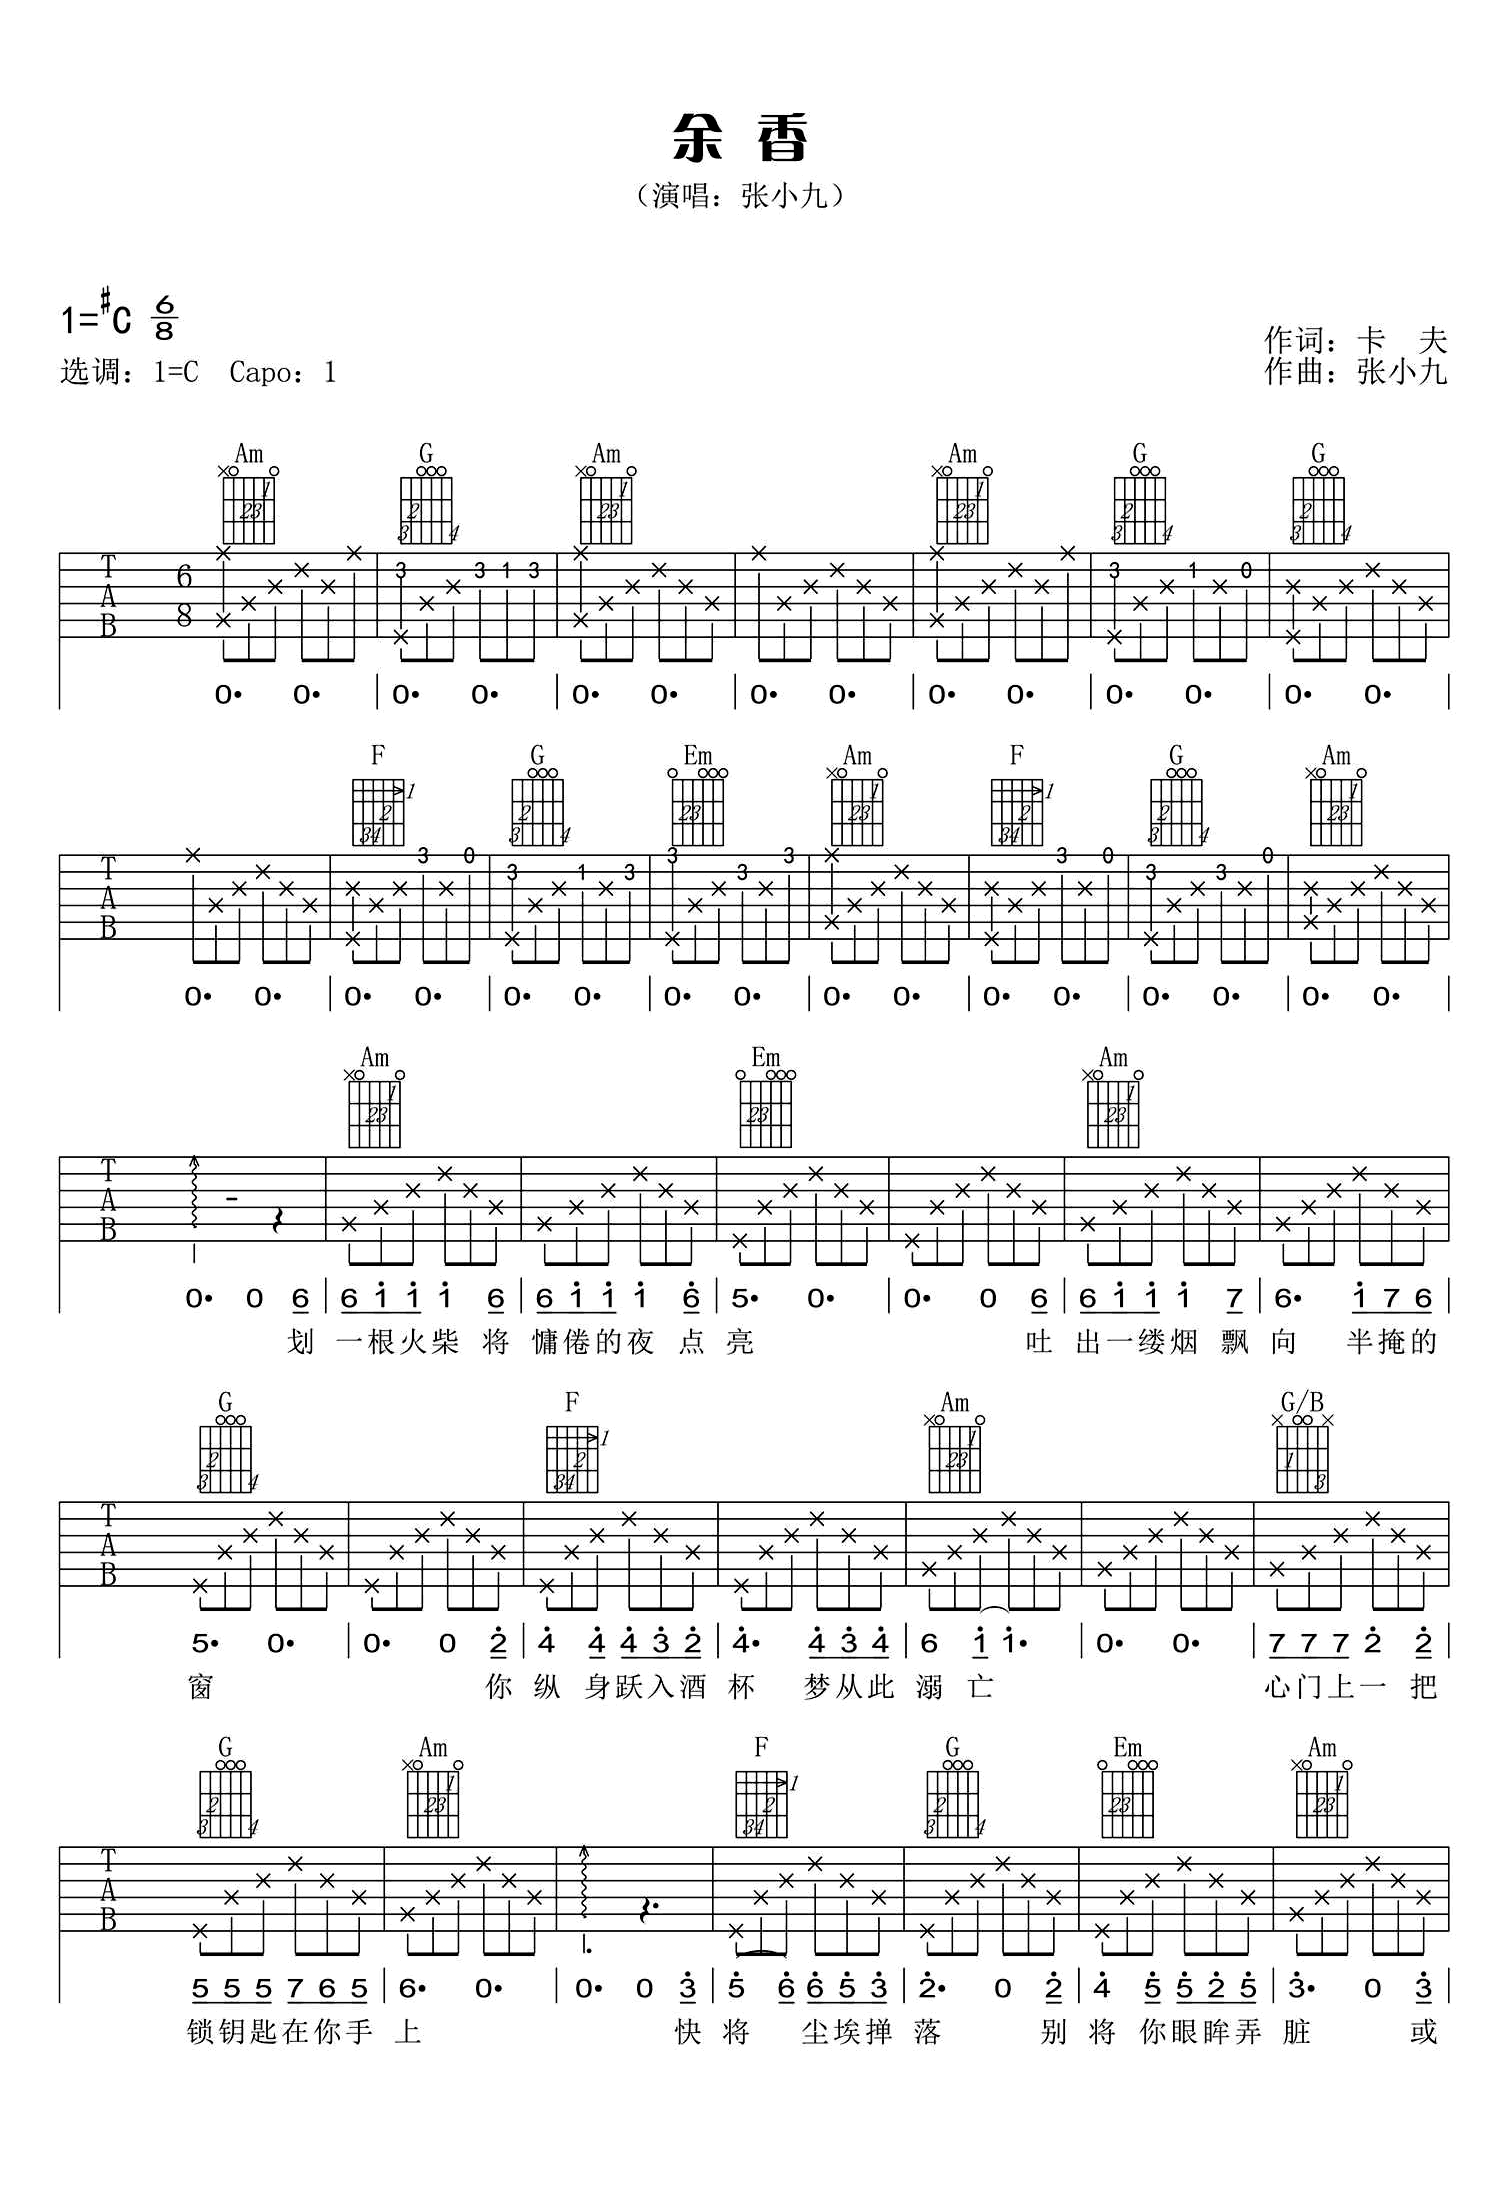 余香
（演唱：张小九）
1=#C 6/8
选调：1=C Capo：1
作词：卡 夫
作曲：张小九
Am G Am Am G G
T A B 6 8 3 3 1 3 3 1 0
0· 0· 0· 0· 0· 0· 0· 0· 0· 0· 0· 0· 0· 0·
F G Em Am F G Am
T A B 3 0 3 1 3 3 3 3 3 0 3 3 0
0· 0· 0· 0· 0· 0· 0· 0· 0· 0· 0· 0· 0· 0· 0· 0·
Am Em Am
T A B
0· 0 6 6 1 1 1 6 6 1 1 1 6 5· 0· 0· 0 6 6 1 1 1 7 6· 1 7 6
划 一根火柴 将 慵倦的夜 点 亮 吐 出一缕烟 飘 向 半掩的
G F Am G/B
T A B
5· 0· 0· 0 2 4 4 4 3 2 4· 4 3 4 6 1 1· 0· 0· 7 7 7 2 2
窗 你 纵 身跃入酒 杯 梦从此 溺 亡 心门上一 把
G Am F G Em Am
T A B
5 5 5 7 6 5 6· 0· 0· 0 3 5 6 6 5 3 2· 0 2 4 5 5 2 5 3· 0 3
锁钥匙在你手 上 快 将 尘埃掸 落 别 将 你眼眸弄 脏 或